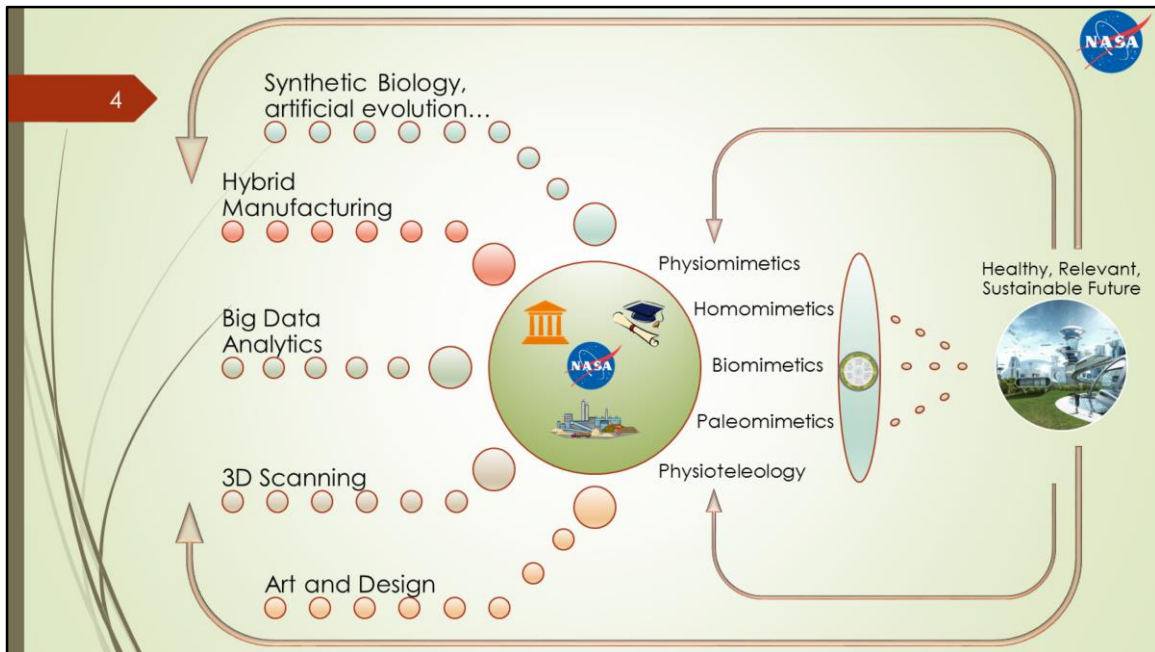 NASA
4
Synthetic Biology,
artificial evolution…
Hybrid
Manufacturing
Big Data
Analytics
3D Scanning
Art and Design
NASA
Physiomimetics
Homomimetics
Biomimetics
Paleomimetics
Physioteleology
Healthy, Relevant,
Sustainable Future